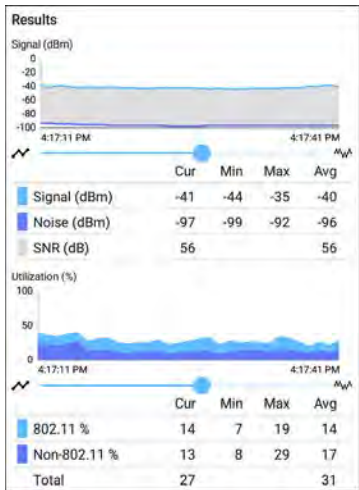 Results
Signal (dBm)
0
-20
-40
-60
-80
-100
4:17:11 PM 4:17:41 PM
Cur Min Max Avg
Signal (dBm) -41 -44 -35 -40
Noise (dBm) -97 -99 -92 -96
SNR (dB) 56 56
Utilization (%)
100
50
0
4:17:11 PM 4:17:41 PM
Cur Min Max Avg
802.11 % 14 7 19 14
Non-802.11 % 13 8 29 17
Total 27 31